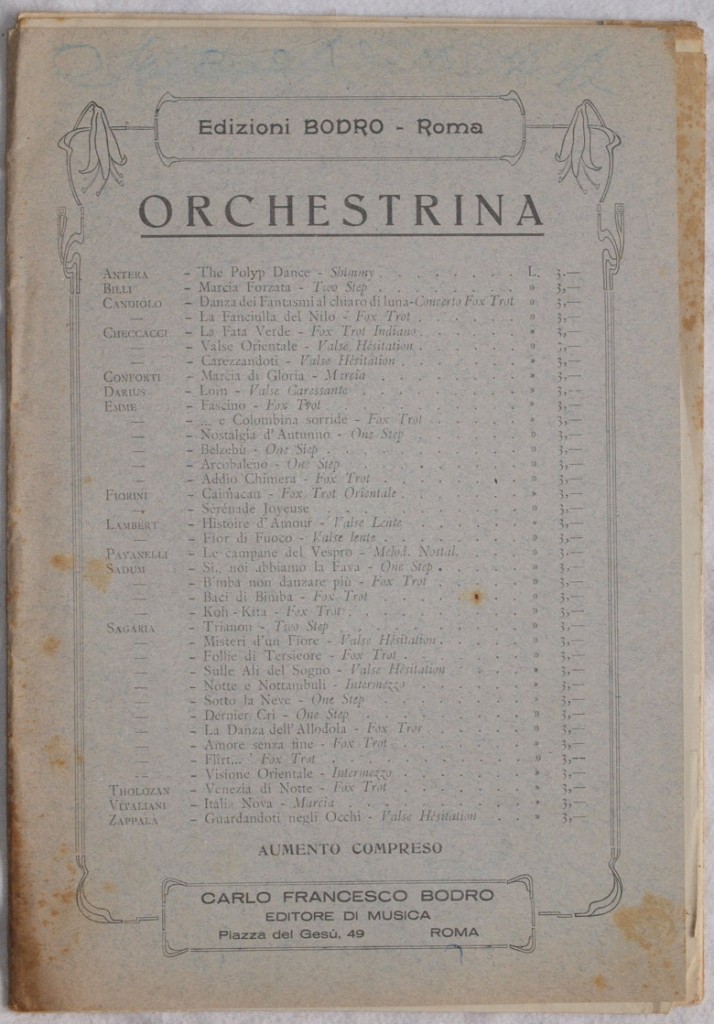 Edizioni BODRO - Roma
ORCHESTRINA
ANTERA - The Polyp Dance - Shimmy . . . . . . . . L. 3.—
BILLI - Marcia Forzata - Two Step . . . . . . . . » 3,—
CANDIÒLO - Danza dei Fantasmi al chiaro di luna-Concerto Fox Trot » 3,—
— - La Fanciulla del Nilo - Fox Trot . . . . . . » 3,—
CHECCACCI - La Fata Verde - Fox Trot Indiano . . . . . » 3,—
— - Valse Orientale - Valse Hésitation . . . . . » 3,—
— - Carezzandoti - Valse Hésitation . . . . . . » 3,—
CONFORTI - Marcia di Gloria - Marcia . . . . . . . » 3,—
DARIUS - Loin - Valse Caressante . . . . . . . . » 3,—
EMME - Fascino - Fox Trot . . . . . . . . . » 3,—
— - ... e Colombina sorride - Fox Trot . . . . . » 3,—
— - Nostalgia d'Autunno - One Step . . . . . . » 3,—
— - Belzebù - One Step . . . . . . . . . » 3,—
— - Arcobaleno - One Step . . . . . . . . » 3,—
— - Addio Chimera - Fox Trot . . . . . . . » 3,—
FIORINI - Caimacan - Fox Trot Orientale . . . . . . » 3,—
— - Sérénade Joyeuse . . . . . . . . . » 3,—
LAMBERT - Histoire d'Amour - Valse Lente . . . . . . » 3,—
— - Fior di Fuoco - Valse lente . . . . . . . » 3,—
PAVANELLI - Le campane del Vespro - Melod. Nostal. . . . . » 3,—
SADUM - Si.. noi abbiamo la Fava - One Step . . . . . » 3,—
— - Bimba non danzare più - Fox Trot . . . . . » 3,—
— - Baci di Bimba - Fox Trot . . . . . . . » 3,—
— - Koh - Kita - Fox Trot . . . . . . . . » 3,—
SAGARIA - Trianon - Two Step . . . . . . . . . » 3,—
— - Misteri d'un Fiore - Valse Hésitation . . . . . » 3,—
— - Follie di Tersicore - Fox Trot . . . . . . » 3,—
— - Sulle Ali del Sogno - Valse Hésitation . . . . » 3,—
— - Notte e Nottambuli - Intermezzo . . . . . . » 3,—
— - Sotto la Neve - One Step . . . . . . . » 3,—
— - Dernier Cri - One Step . . . . . . . . » 3,—
— - La Danza dell'Allodola - Fox Trot . . . . . » 3,—
— - Amore senza fine - Fox Trot . . . . . . . » 3,—
— - Flirt... - Fox Trot . . . . . . . . . » 3,—
— - Visione Orientale - Intermezzo . . . . . . » 3,—
THOLOZAN - Venezia di Notte - Fox Trot . . . . . . . » 3,—
VITALIANI - Italia Nova - Marcia . . . . . . . . » 3,—
ZAPPALA - Guardandoti negli Occhi - Valse Hésitation . . . » 3,—
AUMENTO COMPRESO
CARLO FRANCESCO BODRO
EDITORE DI MUSICA
Piazza del Gesù, 49 ROMA